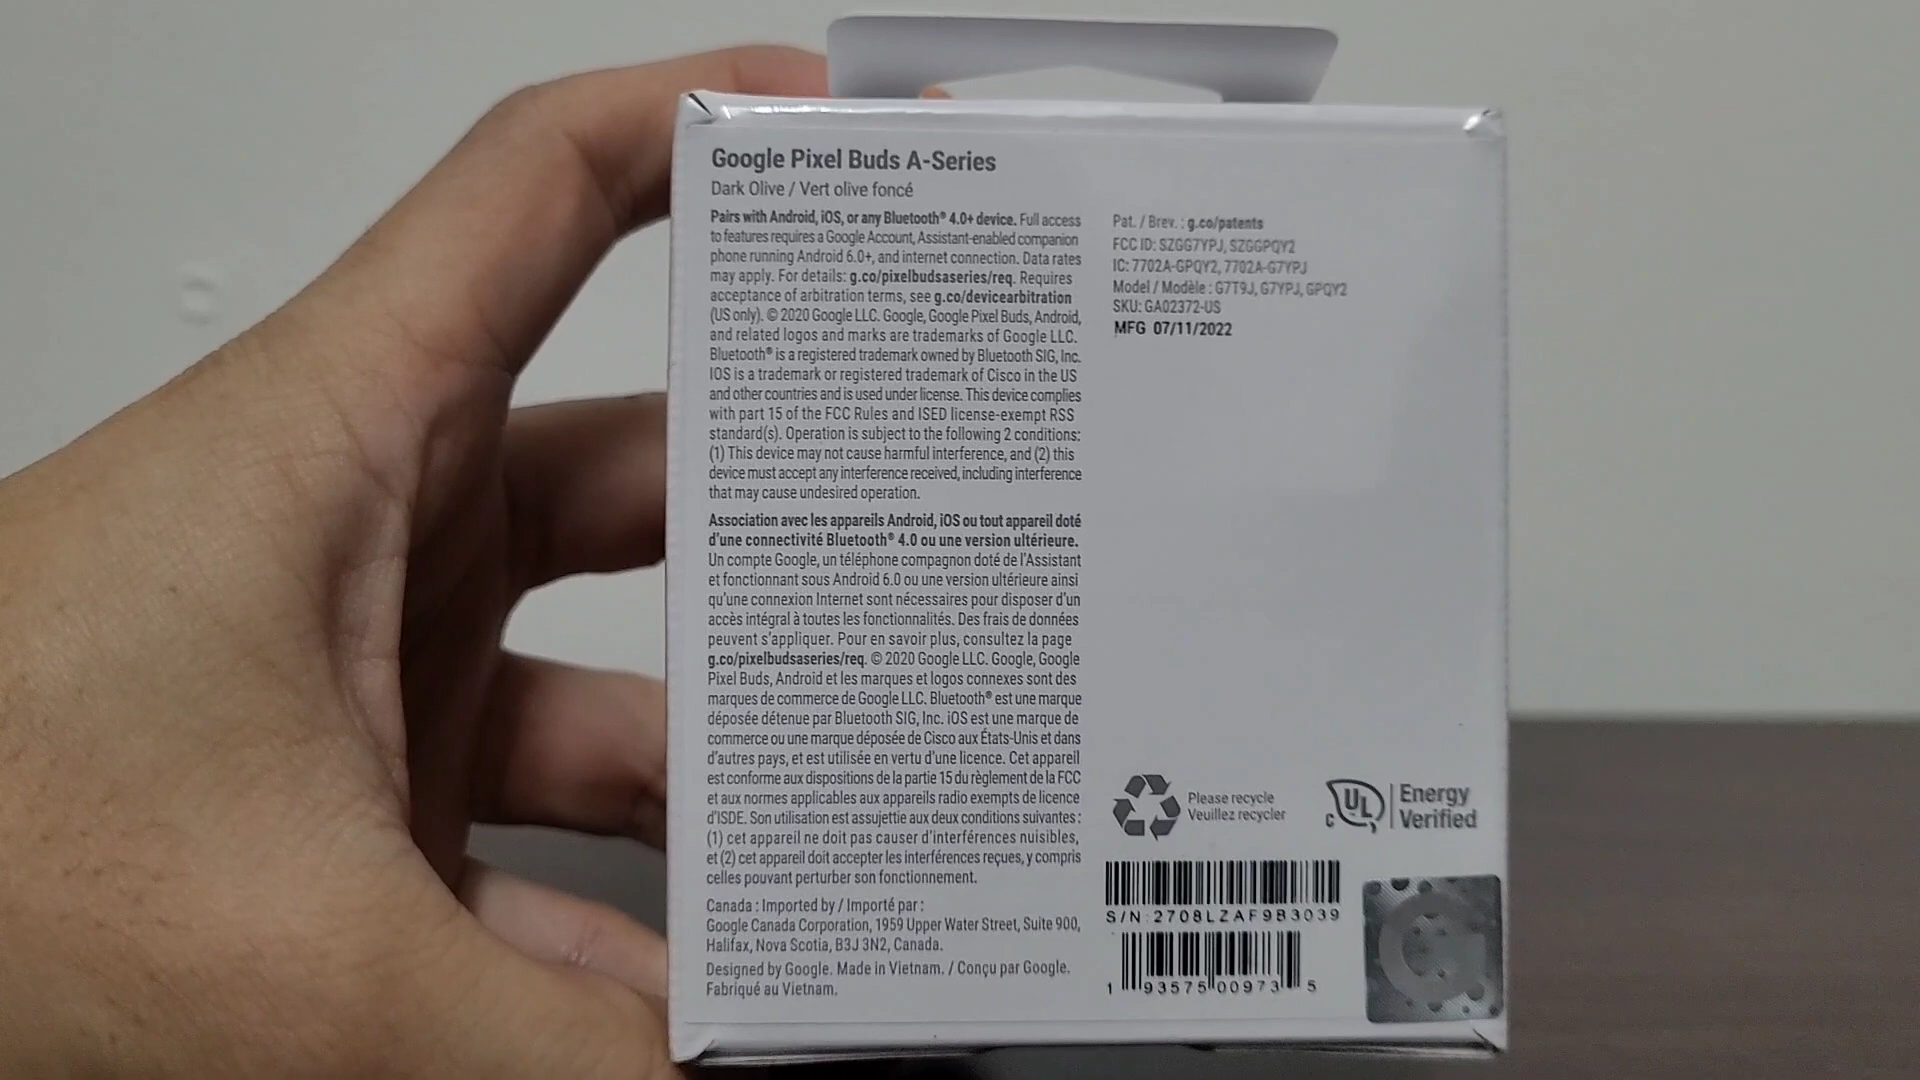 Google Pixel Buds A-Series
Dark Olive / Vert olive foncé
Pairs with Android, iOS, or any Bluetooth® 4.0+ device. Full access
to features requires a Google Account, Assistant-enabled companion
phone running Android 6.0+, and internet connection. Data rates
may apply. For details: g.co/pixelbudsaseries/req. Requires
acceptance of arbitration terms, see g.co/devicearbitration
(US only). © 2020 Google LLC. Google, Google Pixel Buds, Android,
and related logos and marks are trademarks of Google LLC.
Bluetooth® is a registered trademark owned by Bluetooth SIG, Inc.
IOS is a trademark or registered trademark of Cisco in the US
and other countries and is used under license. This device complies
with part 15 of the FCC Rules and ISED license-exempt RSS
standard(s). Operation is subject to the following 2 conditions:
(1) This device may not cause harmful interference, and (2) this
device must accept any interference received, including interference
that may cause undesired operation.
Association avec les appareils Android, iOS ou tout appareil doté
d'une connectivité Bluetooth® 4.0 ou une version ultérieure.
Un compte Google, un téléphone compagnon doté de l'Assistant
et fonctionnant sous Android 6.0 ou une version ultérieure ainsi
qu'une connexion Internet sont nécessaires pour disposer d'un
accès intégral à toutes les fonctionnalités. Des frais de données
peuvent s'appliquer. Pour en savoir plus, consultez la page
g.co/pixelbudsaseries/req. © 2020 Google LLC. Google, Google
Pixel Buds, Android et les marques et logos connexes sont des
marques de commerce de Google LLC. Bluetooth® est une marque
déposée détenue par Bluetooth SIG, Inc. iOS est une marque de
commerce ou une marque déposée de Cisco aux États-Unis et dans
d'autres pays, et est utilisée en vertu d'une licence. Cet appareil
est conforme aux dispositions de la partie 15 du règlement de la FCC
et aux normes applicables aux appareils radio exempts de licence
d'ISDE. Son utilisation est assujettie aux deux conditions suivantes :
(1) cet appareil ne doit pas causer d'interférences nuisibles,
et (2) cet appareil doit accepter les interférences reçues, y compris
celles pouvant perturber son fonctionnement.
Canada : Imported by / Importé par :
Google Canada Corporation, 1959 Upper Water Street, Suite 900,
Halifax, Nova Scotia, B3J 3N2, Canada.
Designed by Google. Made in Vietnam. / Conçu par Google.
Fabriqué au Vietnam.
Pat. / Brev. : g.co/patents
FCC ID: SZGG7YPJ, SZGGPQY2
IC: 7702A-GPQY2, 7702A-G7YPJ
Model / Modèle : G7T9J, G7YPJ, GPQY2
SKU: GA02372-US
MFG 07/11/2022
Please recycle
Veuillez recycler
c UL Energy
Verified
S/N:2708LZAF9B3039
1 93575 00973 5
G